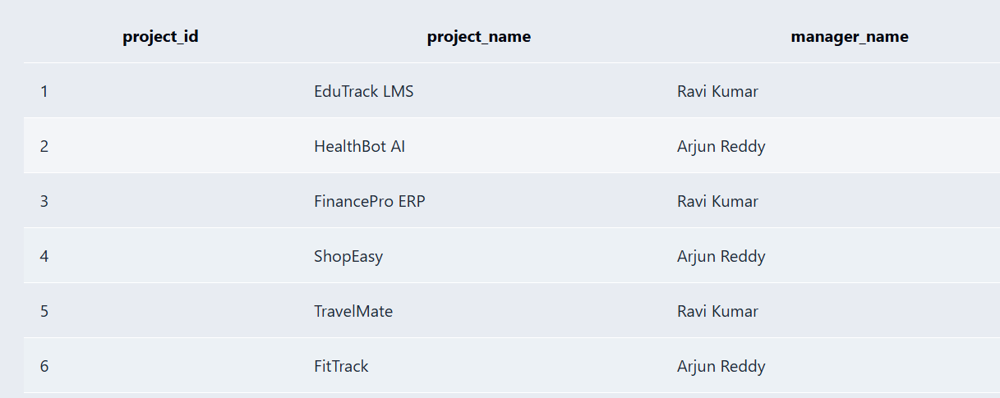 project_id project_name manager_name
1 EduTrack LMS Ravi Kumar
2 HealthBot AI Arjun Reddy
3 FinancePro ERP Ravi Kumar
4 ShopEasy Arjun Reddy
5 TravelMate Ravi Kumar
6 FitTrack Arjun Reddy